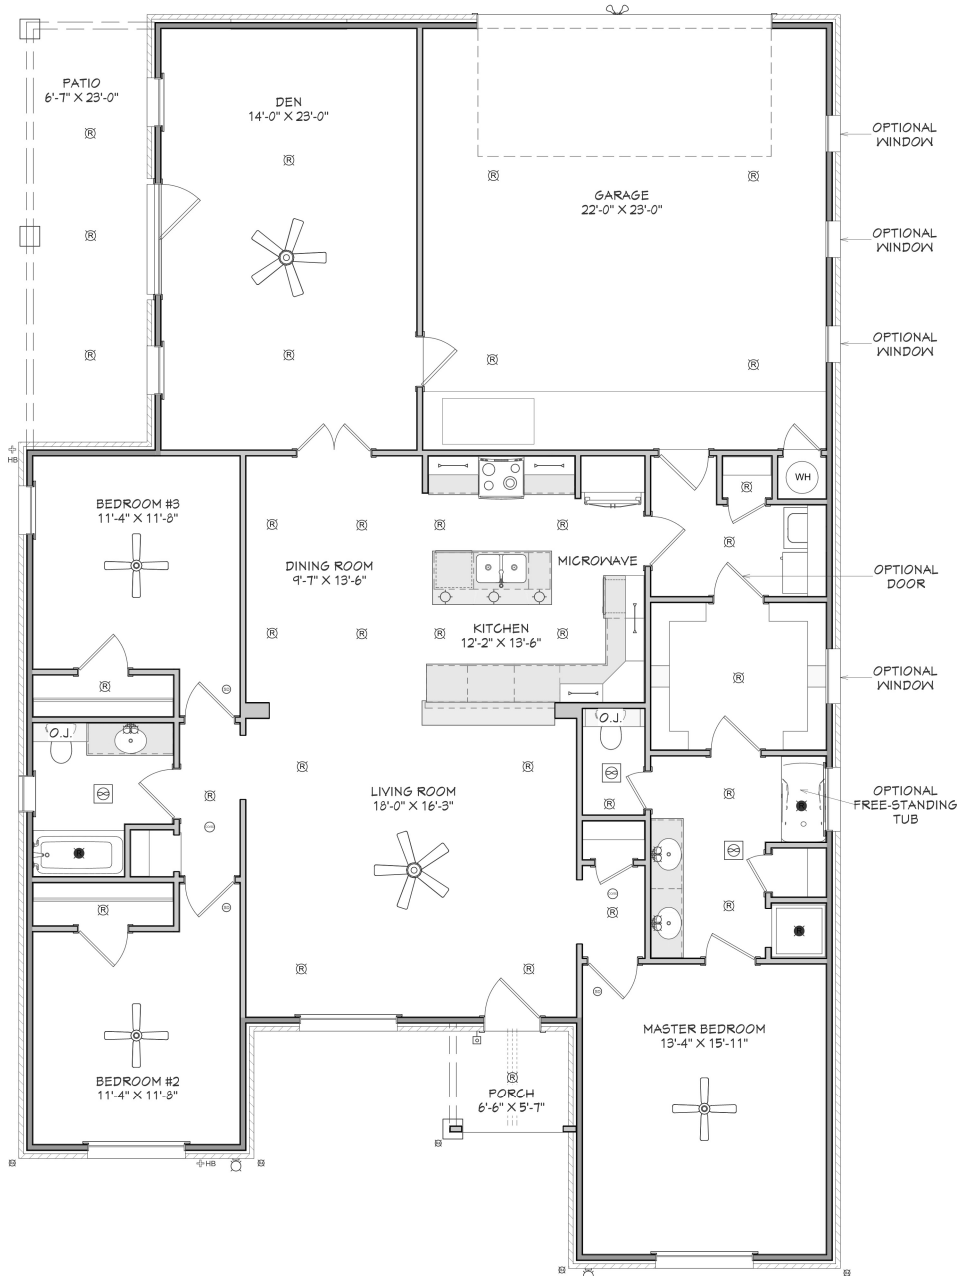 PATIO
6'-7" X 23'-0"
DEN
14'-0" X 23'-0"
GARAGE
22'-0" X 23'-0"
OPTIONAL
WINDOW
OPTIONAL
WINDOW
OPTIONAL
WINDOW
R
R
R
R
R
R
R
R
R
HB
WH
BEDROOM #3
11'-4" X 11'-8"
DINING ROOM
9'-7" X 13'-6"
MICROWAVE
KITCHEN
12'-2" X 13'-6"
OPTIONAL
DOOR
OPTIONAL
WINDOW
R
R
R
R
R
R
R
R
R
R
R
R
SD
O.J.
O.J.
LIVING ROOM
18'-0" X 16'-3"
OPTIONAL
FREE-STANDING
TUB
R
R
R
R
R
R
R
R
R
R
SD
SD
MASTER BEDROOM
13'-4" X 15'-11"
BEDROOM #2
11'-4" X 11'-8"
R
PORCH
6'-6" X 5'-7"
HB